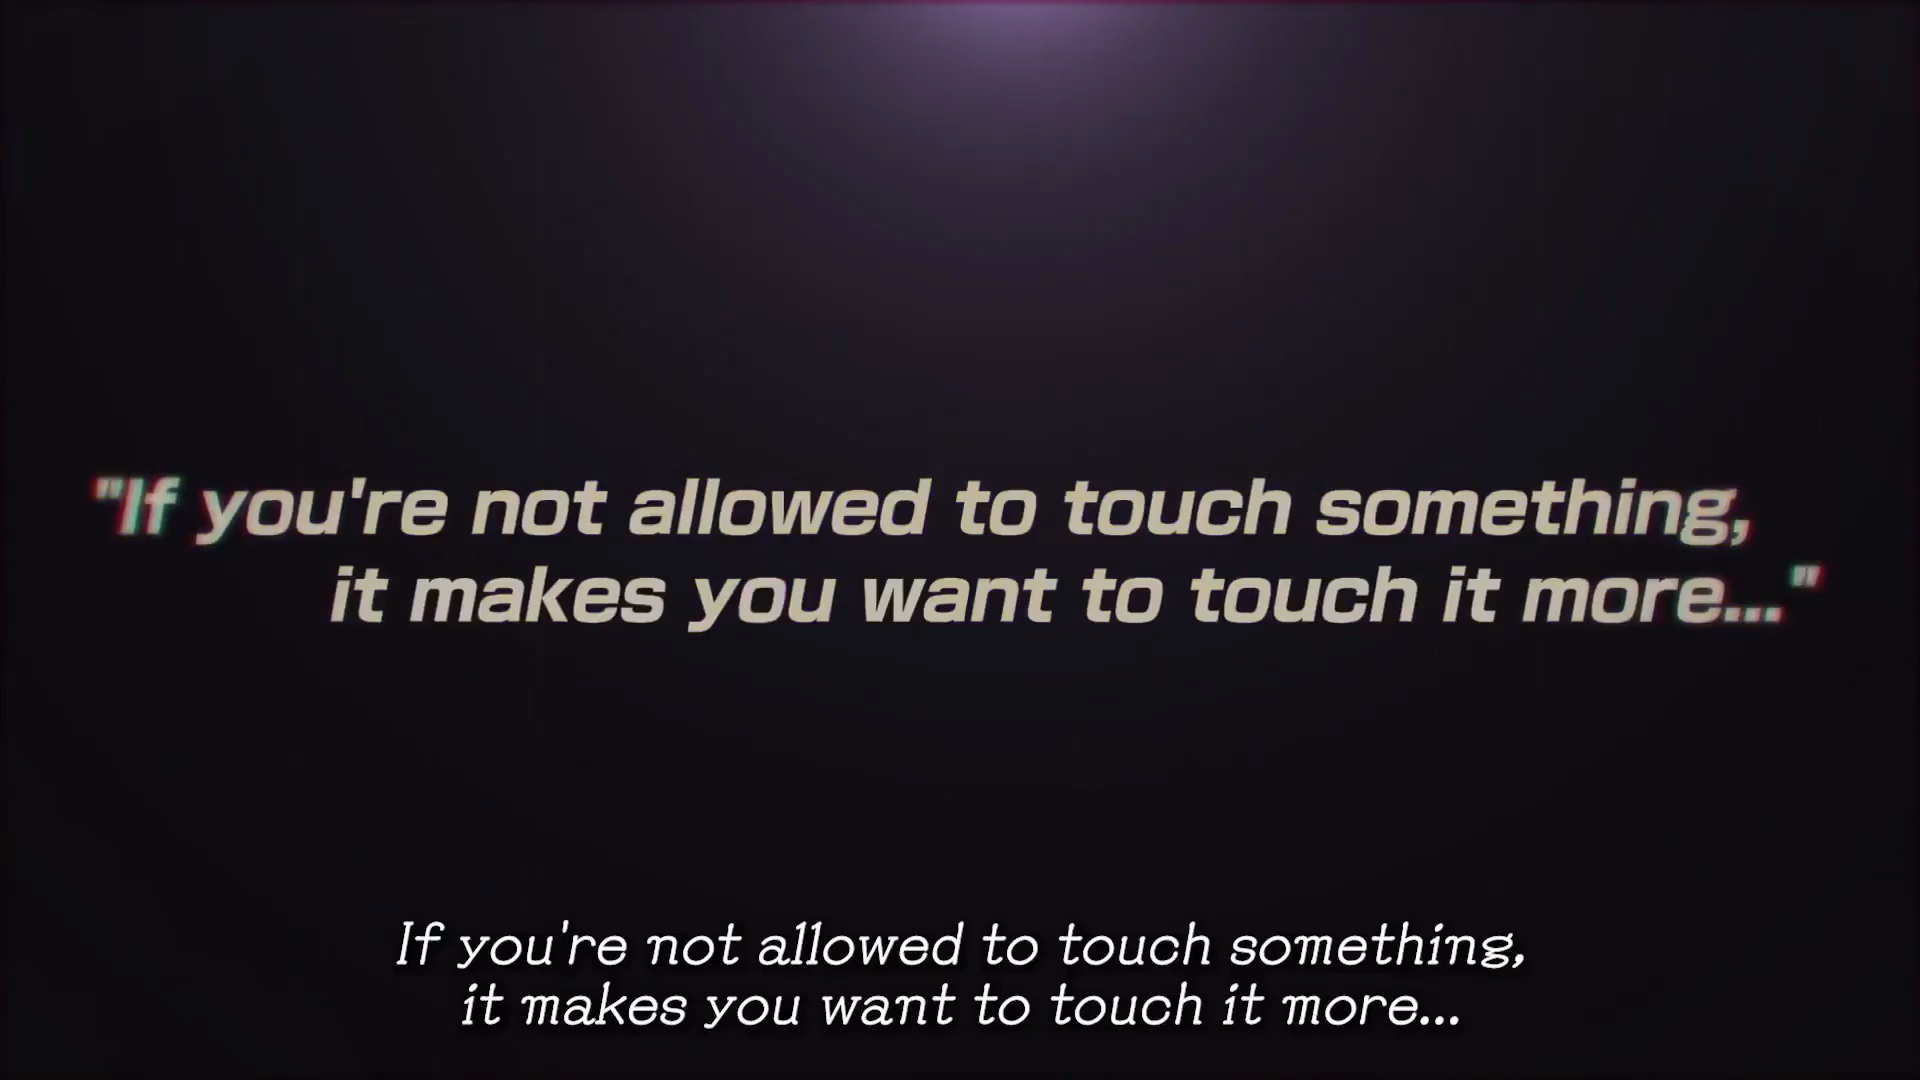 "If you're not allowed to touch something,
it makes you want to touch it more..."
If you're not allowed to touch something,
it makes you want to touch it more...